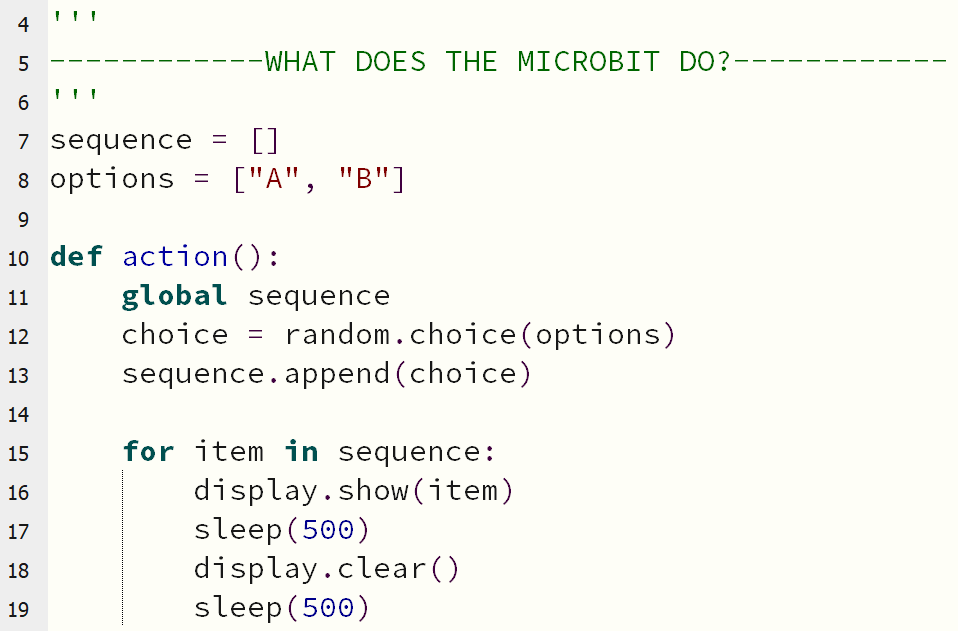 4 '''
5 ------------WHAT DOES THE MICROBIT DO?------------
6 '''
7 sequence = []
8 options = ["A", "B"]
9
10 def action():
11     global sequence
12     choice = random.choice(options)
13     sequence.append(choice)
14
15     for item in sequence:
16         display.show(item)
17         sleep(500)
18         display.clear()
19         sleep(500)